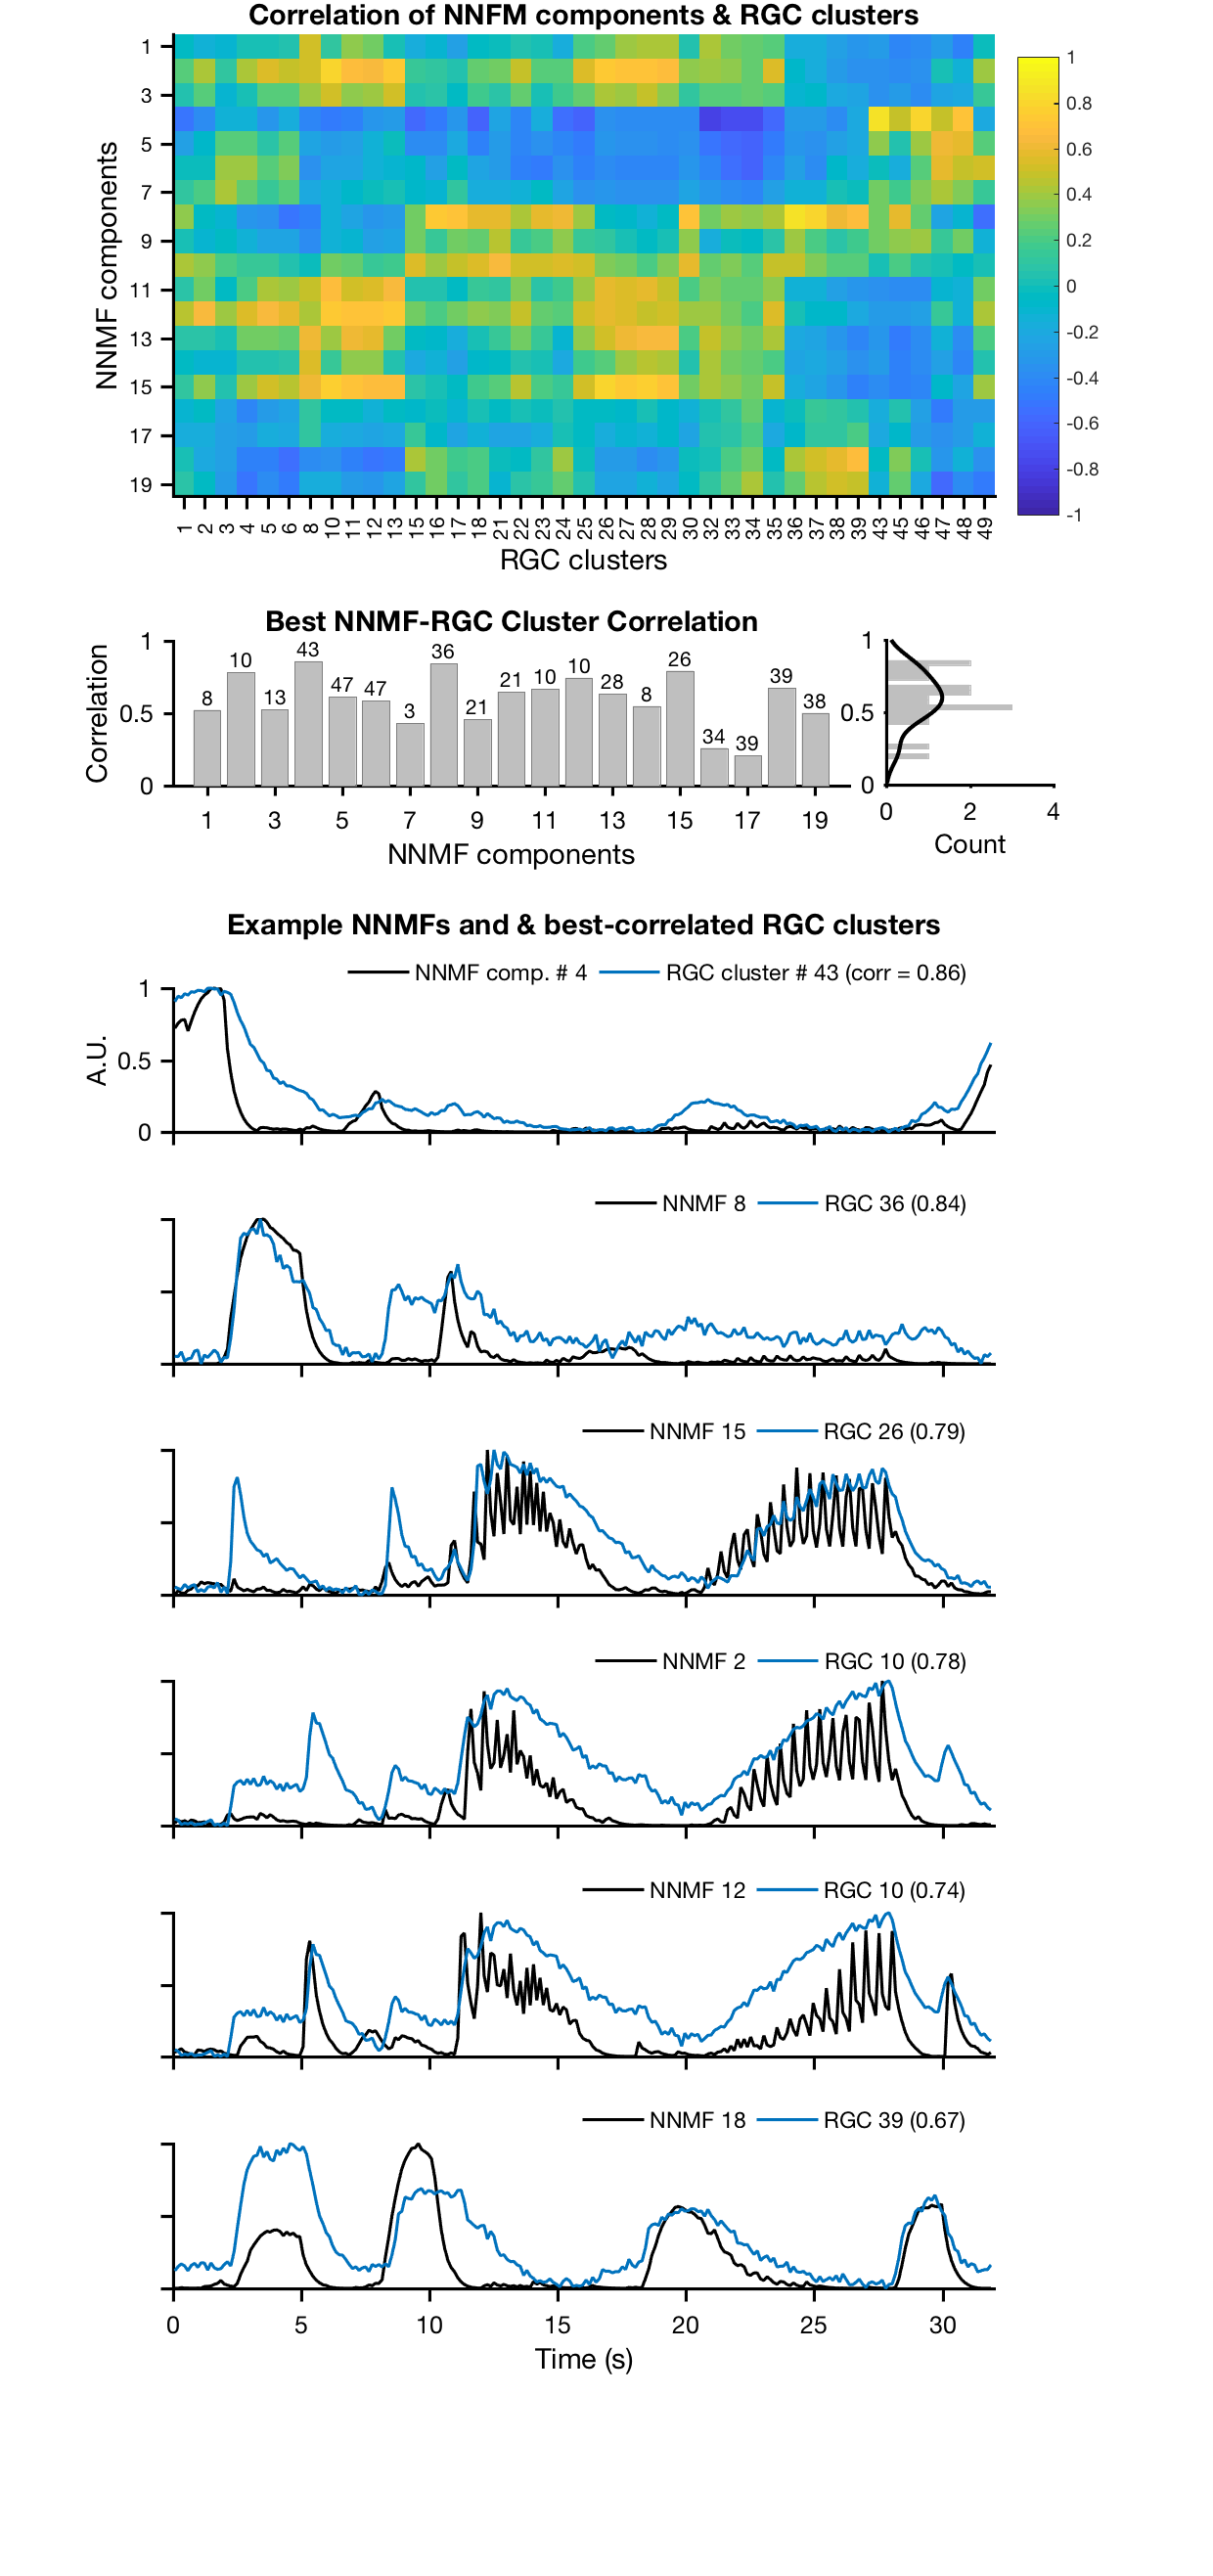 Correlation of NNFM components & RGC clusters
NNMF components
1
3
5
7
9
11
13
15
17
19
1 2 3 4 5 6 8 10 11 12 13 15 16 17 18 21 22 23 24 25 26 27 28 29 30 32 33 34 35 36 37 38 39 43 45 46 47 48 49
RGC clusters
1
0.8
0.6
0.4
0.2
0
-0.2
-0.4
-0.6
-0.8
-1
Best NNMF-RGC Cluster Correlation
Correlation
1
0.5
0
8 10 13 43 47 47 3 36 21 21 10 10 28 8 26 34 39 39 38
1 3 5 7 9 11 13 15 17 19
NNMF components
1
0.5
0
0 2 4
Count
Example NNMFs and & best-correlated RGC clusters
NNMF comp. # 4 RGC cluster # 43 (corr = 0.86)
A.U.
1
0.5
0
NNMF 8 RGC 36 (0.84)
NNMF 15 RGC 26 (0.79)
NNMF 2 RGC 10 (0.78)
NNMF 12 RGC 10 (0.74)
NNMF 18 RGC 39 (0.67)
0 5 10 15 20 25 30
Time (s)